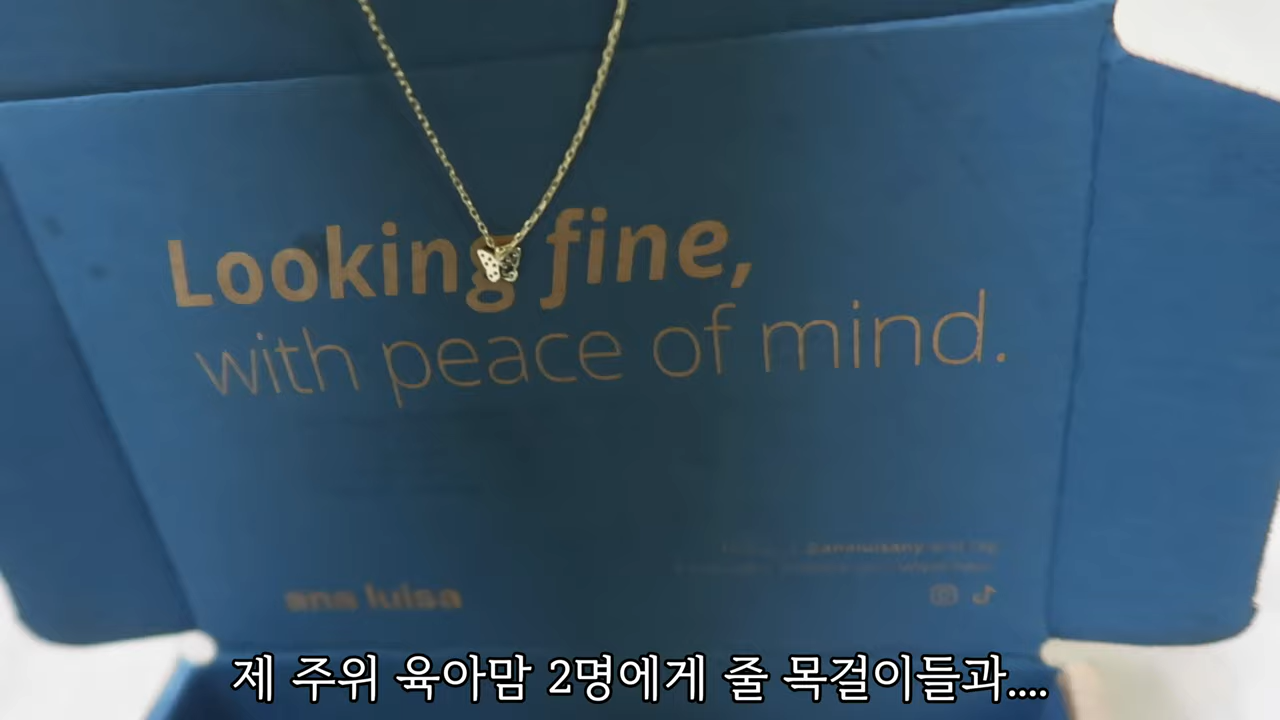 Looking fine,
with peace of mind.
@analuisany
ana luisa
제 주위 육아맘 2명에게 줄 목걸이들과....